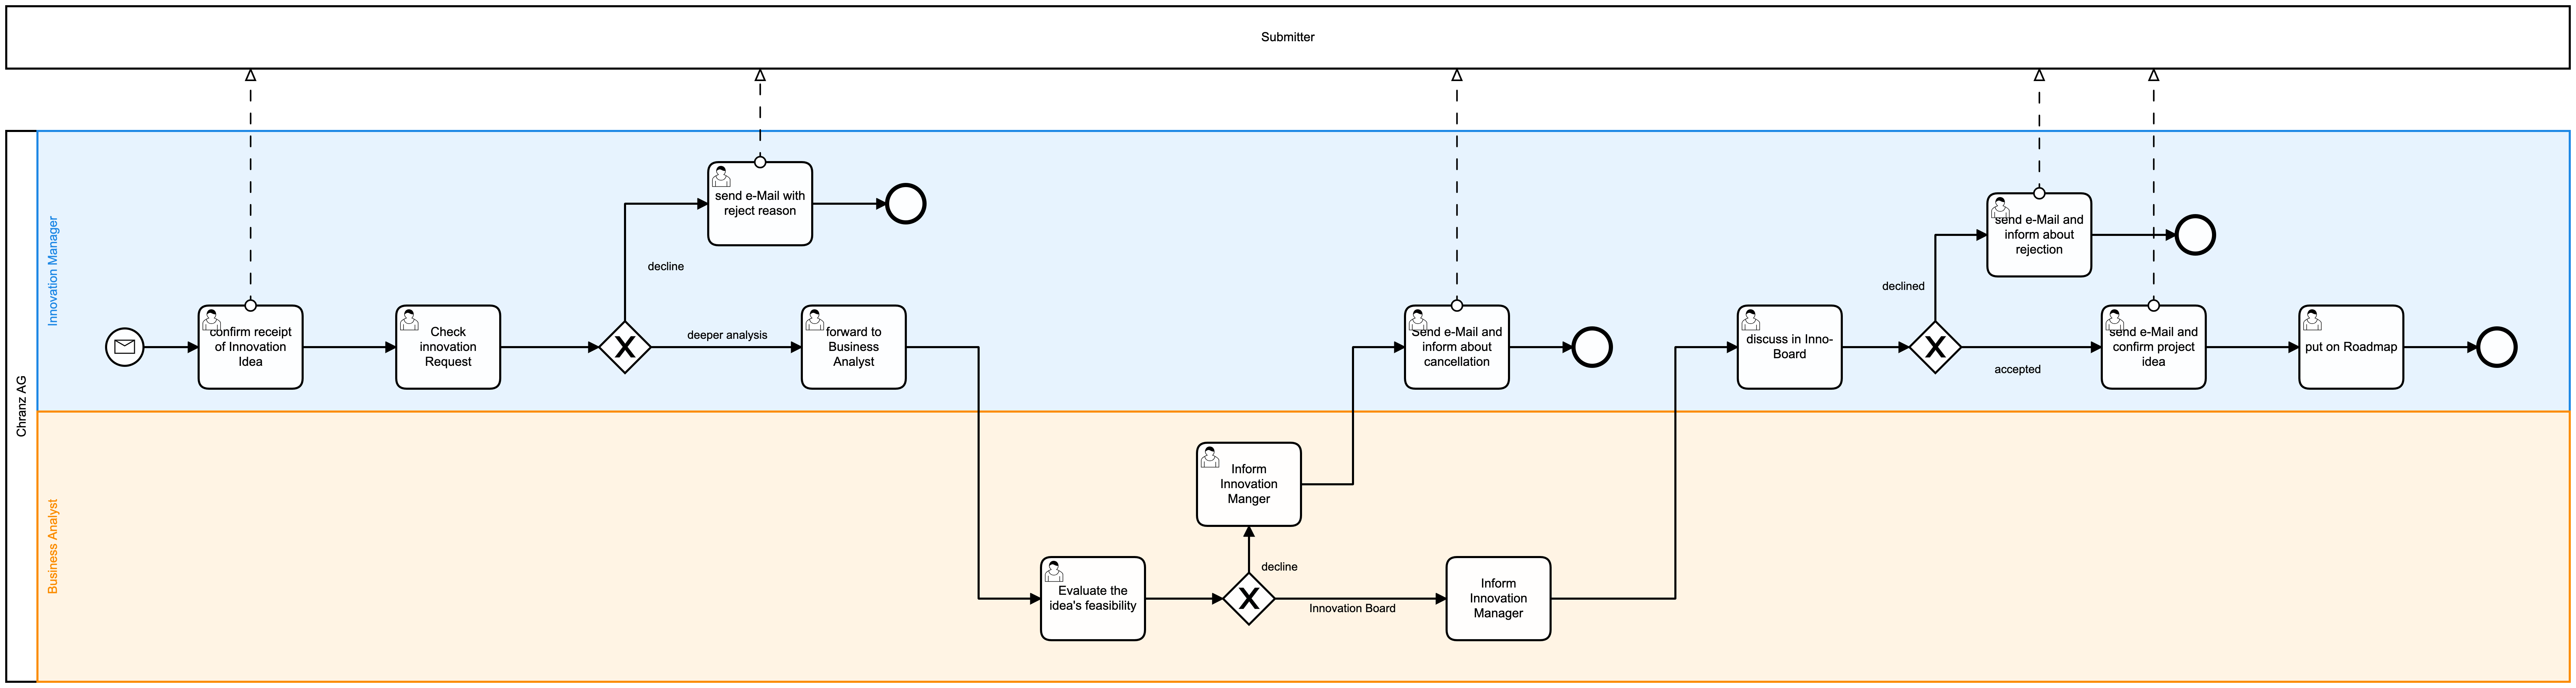 Submitter
Chranz AG
Innovation Manager
Business Analyst
confirm receipt
of Innovation
Idea
Check
innovation
Request
decline
send e-Mail with
reject reason
deeper analysis
forward to
Business
Analyst
Evaluate the
idea's feasibility
decline
Inform
Innovation
Manger
Innovation Board
Inform
Innovation
Manager
Send e-Mail and
inform about
cancellation
discuss in Inno-
Board
declined
send e-Mail and
inform about
rejection
accepted
send e-Mail and
confirm project
idea
put on Roadmap